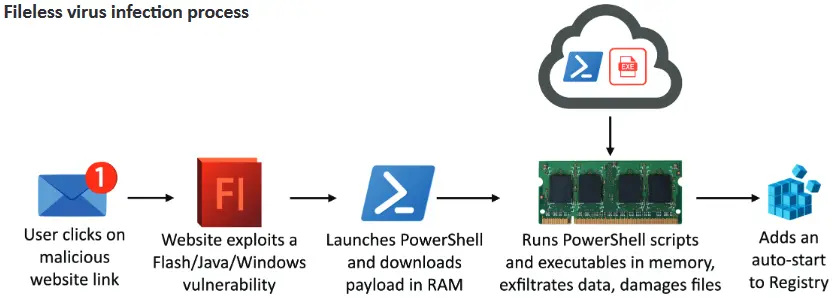 Fileless virus infection process
EXE
1
Fl
User clicks on
malicious
website link
Website exploits a
Flash/Java/Windows
vulnerability
Launches PowerShell
and downloads
payload in RAM
Runs PowerShell scripts
and executables in memory,
exfiltrates data, damages files
Adds an
auto-start
to Registry